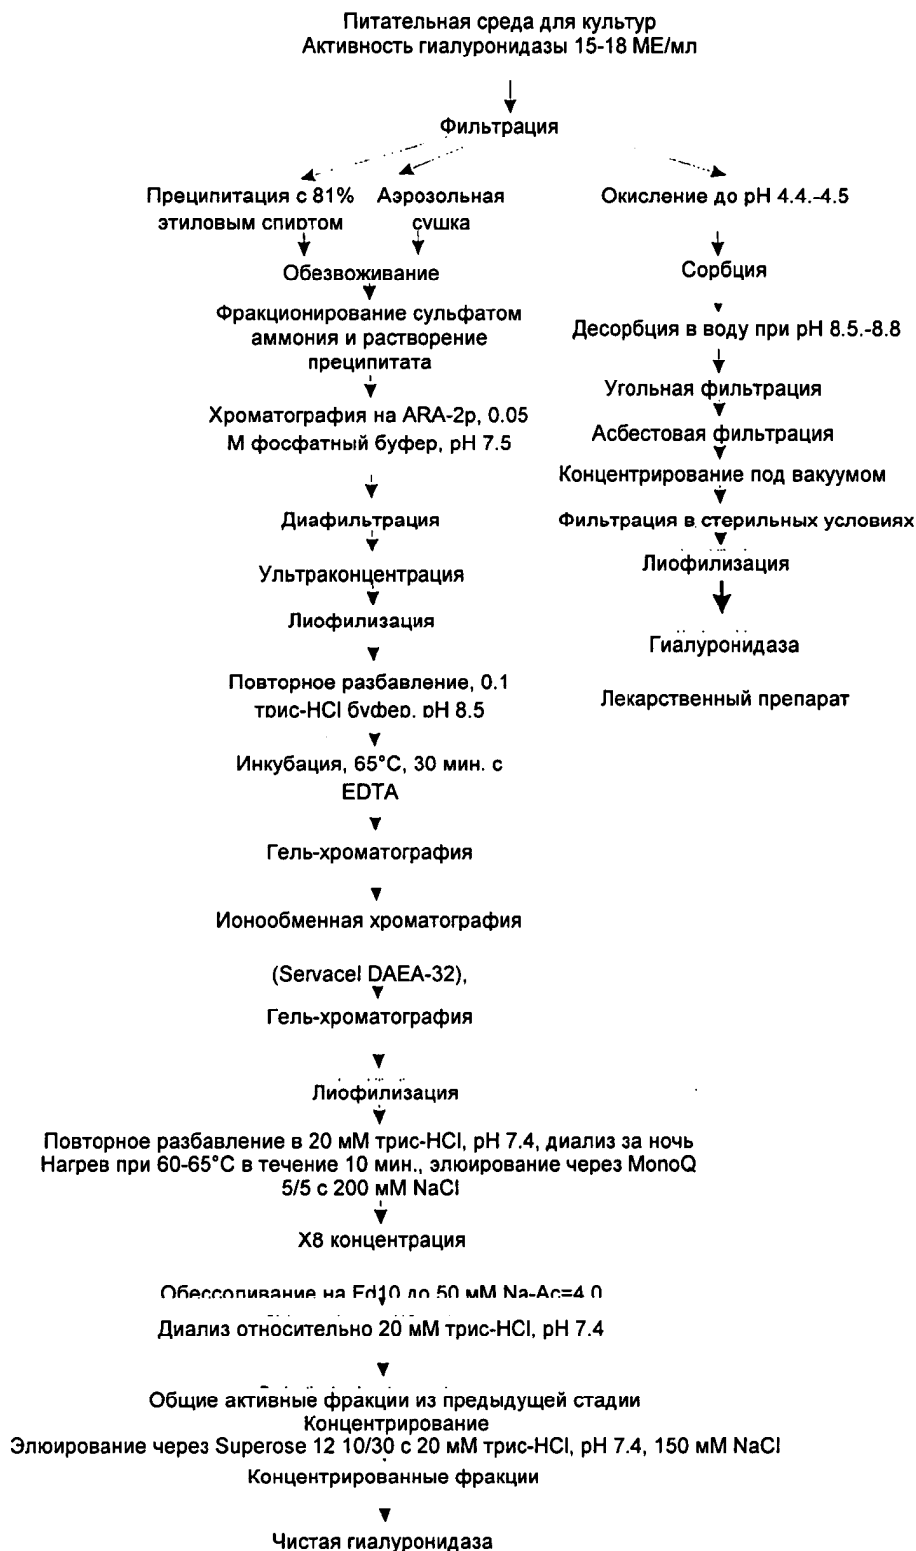 Питательная среда для культур
Активность гиалуронидазы 15-18 МЕ/мл
Фильтрация
Преципитация с 81%
этиловым спиртом
Аэрозольная
сушка
Обезвоживание
Фракционирование сульфатом
аммония и растворение
преципитата
Хроматография на ARA-2p, 0.05
М фосфатный буфер, pH 7.5
Диафильтрация
Ультраконцентрация
Лиофилизация
Повторное разбавление, 0.1
трис-HCl буфер, pH 8.5
Инкубация, 65°C, 30 мин. с
EDTA
Гель-хроматография
Ионообменная хроматография
(Servacel DAEA-32),
Гель-хроматография
Лиофилизация
Окисление до pH 4.4.-4.5
Сорбция
Десорбция в воду при pH 8.5.-8.8
Угольная фильтрация
Асбестовая фильтрация
Концентрирование под вакуумом
Фильтрация в стерильных условиях
Лиофилизация
Гиалуронидаза
Лекарственный препарат
Повторное разбавление в 20 мМ трис-HCl, pH 7.4, диализ за ночь
Нагрев при 60-65°C в течение 10 мин., элюирование через MonoQ
5/5 с 200 мМ NaCl
X8 концентрация
Обессоливание на Fd10 до 50 мМ Na-Ac=4.0
Диализ относительно 20 мМ трис-HCl, pH 7.4
Общие активные фракции из предыдущей стадии
Концентрирование
Элюирование через Superose 12 10/30 с 20 мМ трис-HCl, pH 7.4, 150 мМ NaCl
Концентрированные фракции
Чистая гиалуронидаза